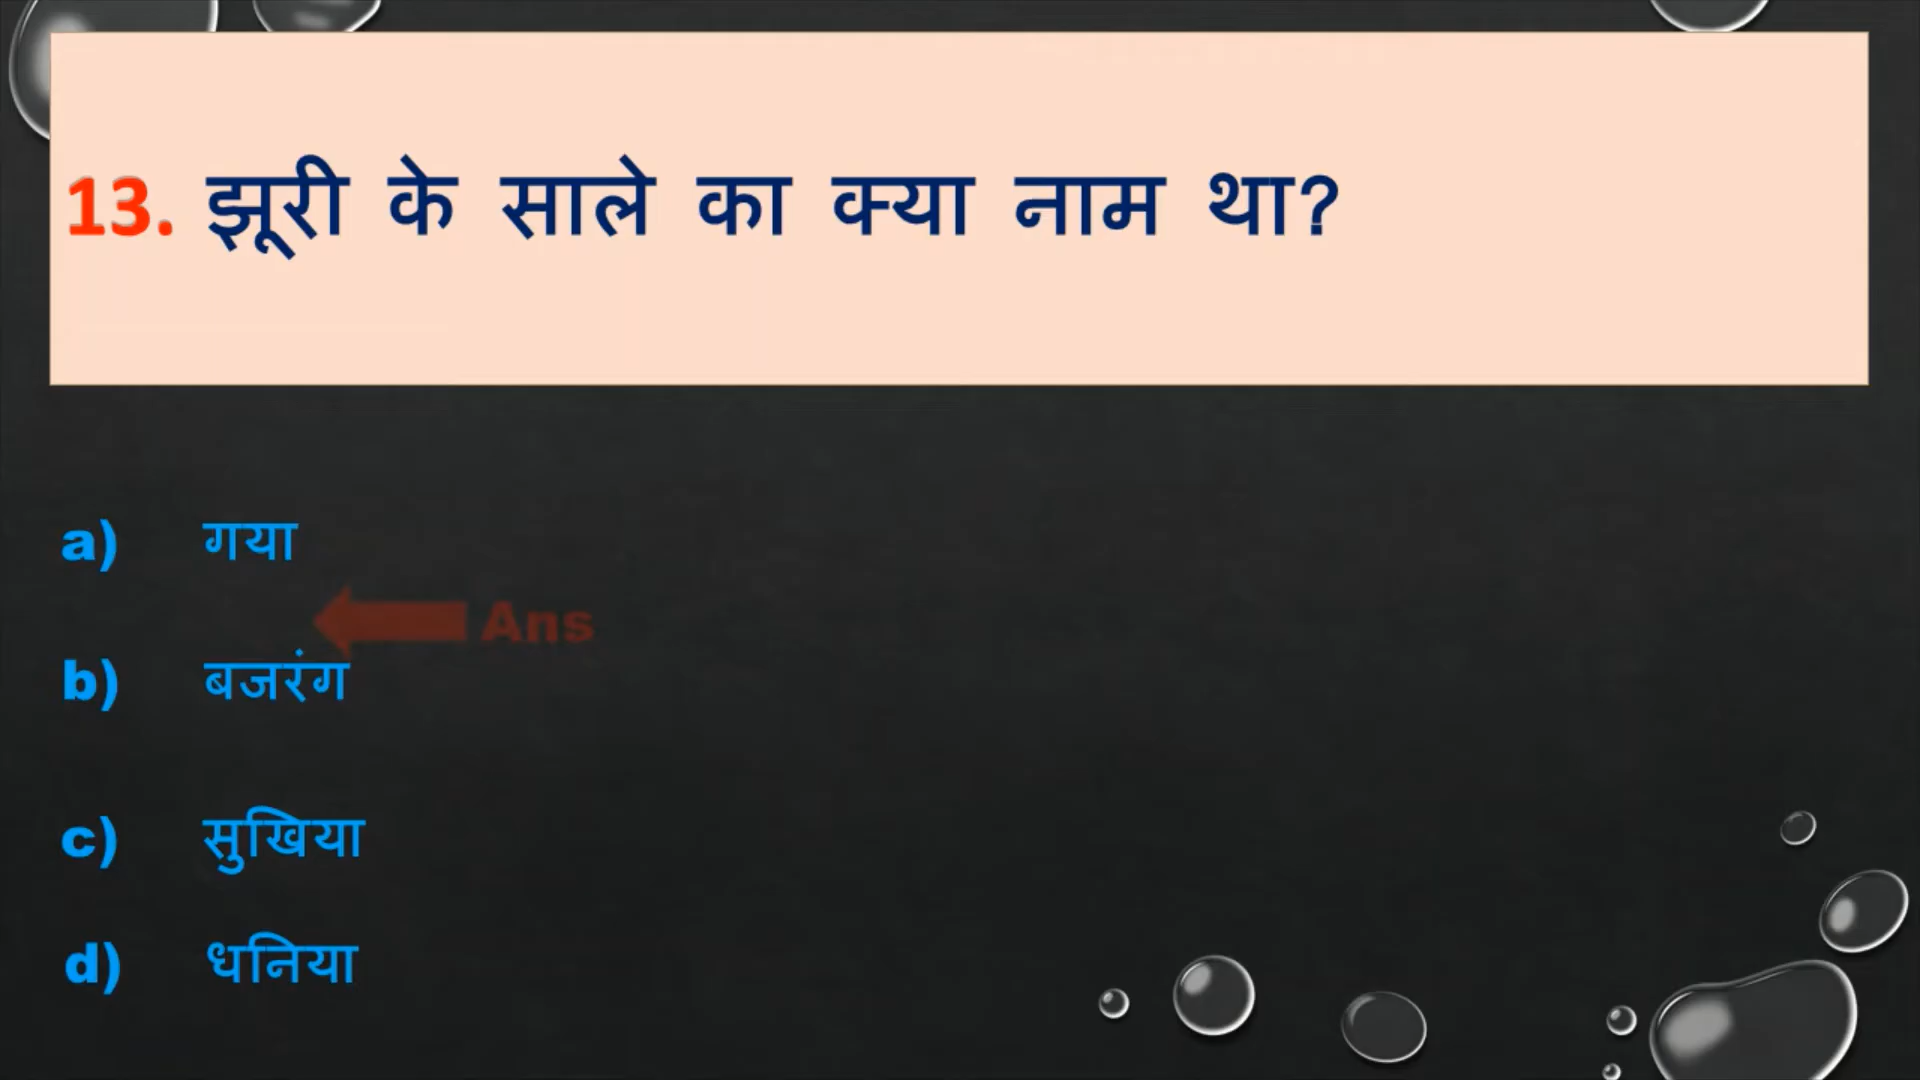 13. झूरी के साले का क्या नाम था?
a) गया
Ans
b) बजरंग
c) सुखिया
d) धनिया